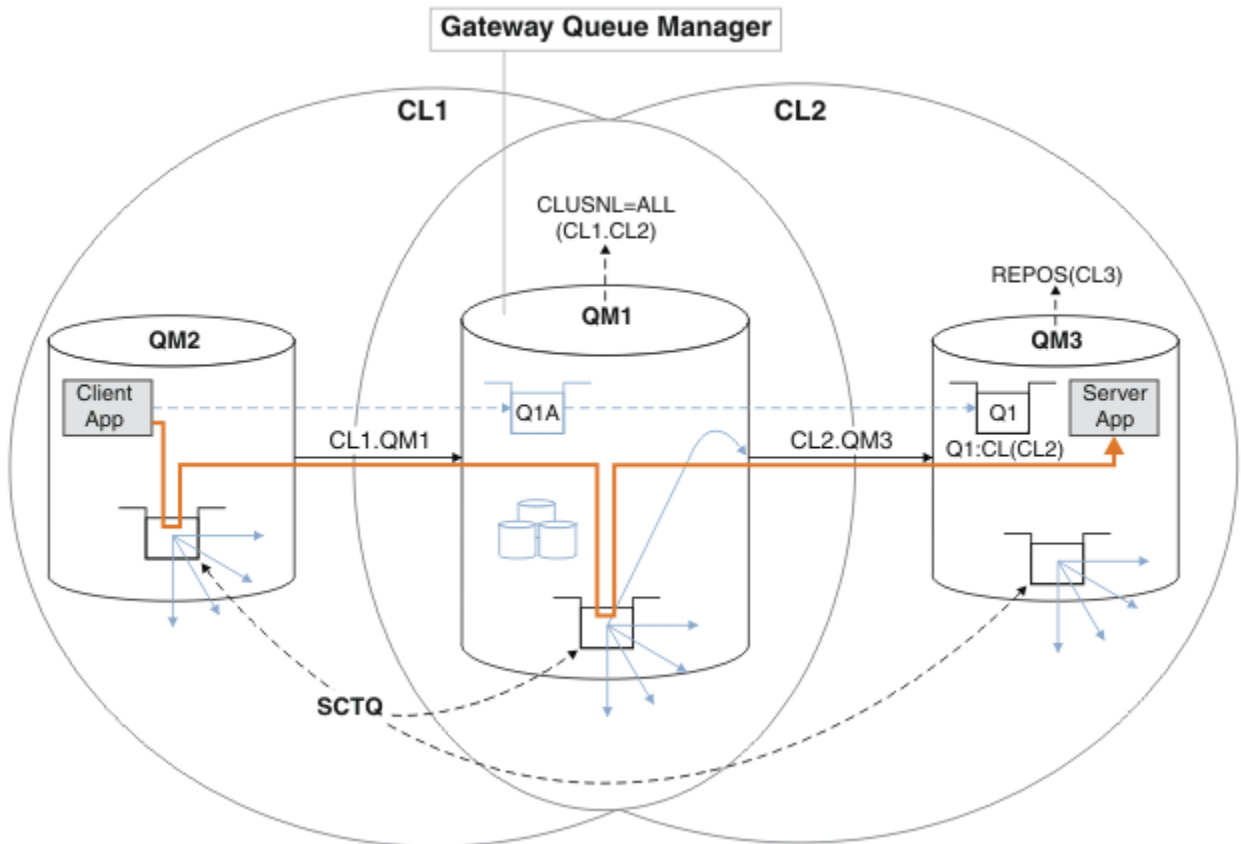 Gateway Queue Manager
CL1
CL2
CLUSNL=ALL
(CL1.CL2)
REPOS(CL3)
QM2
QM1
QM3
Client
App
Q1A
Q1
Server
App
CL1.QM1
CL2.QM3
Q1:CL(CL2)
SCTQ